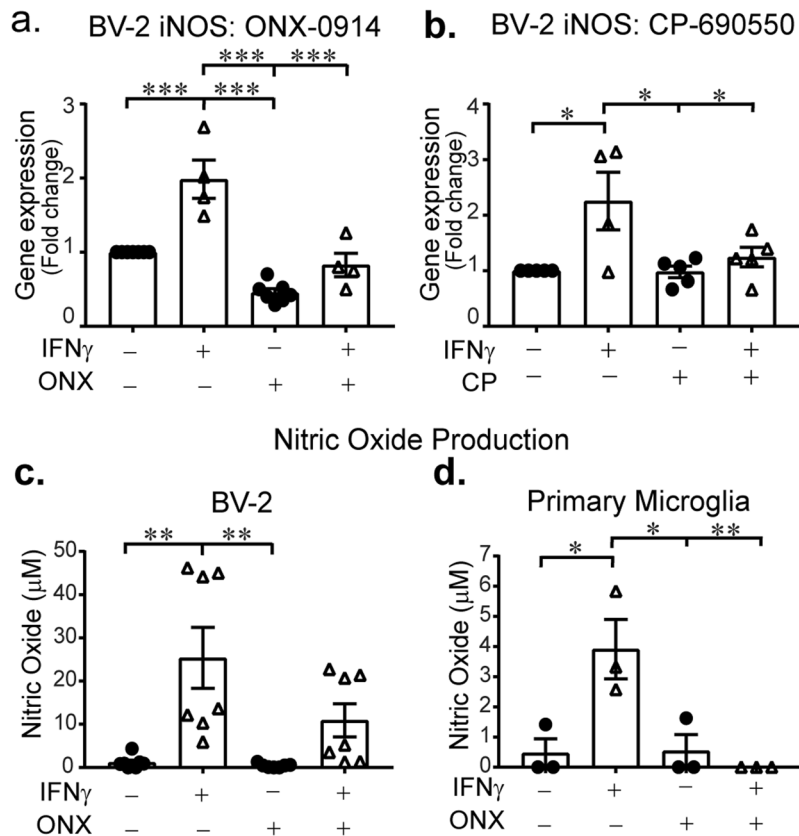 a.
BV-2 iNOS: ONX-0914
*** ***
*** ***
Gene expression
(Fold change)
3
2
1
0
IFNγ – + – +
ONX – – + +
b.
BV-2 iNOS: CP-690550
* * *
Gene expression
(Fold change)
4
3
2
1
0
IFNγ – + – +
CP – – + +
Nitric Oxide Production
c.
BV-2
** **
Nitric Oxide (μM)
50
40
30
20
10
0
IFNγ – + – +
ONX – – + +
d.
Primary Microglia
* * **
Nitric Oxide (μM)
7
6
5
4
3
2
1
0
IFNγ – + – +
ONX – – + +